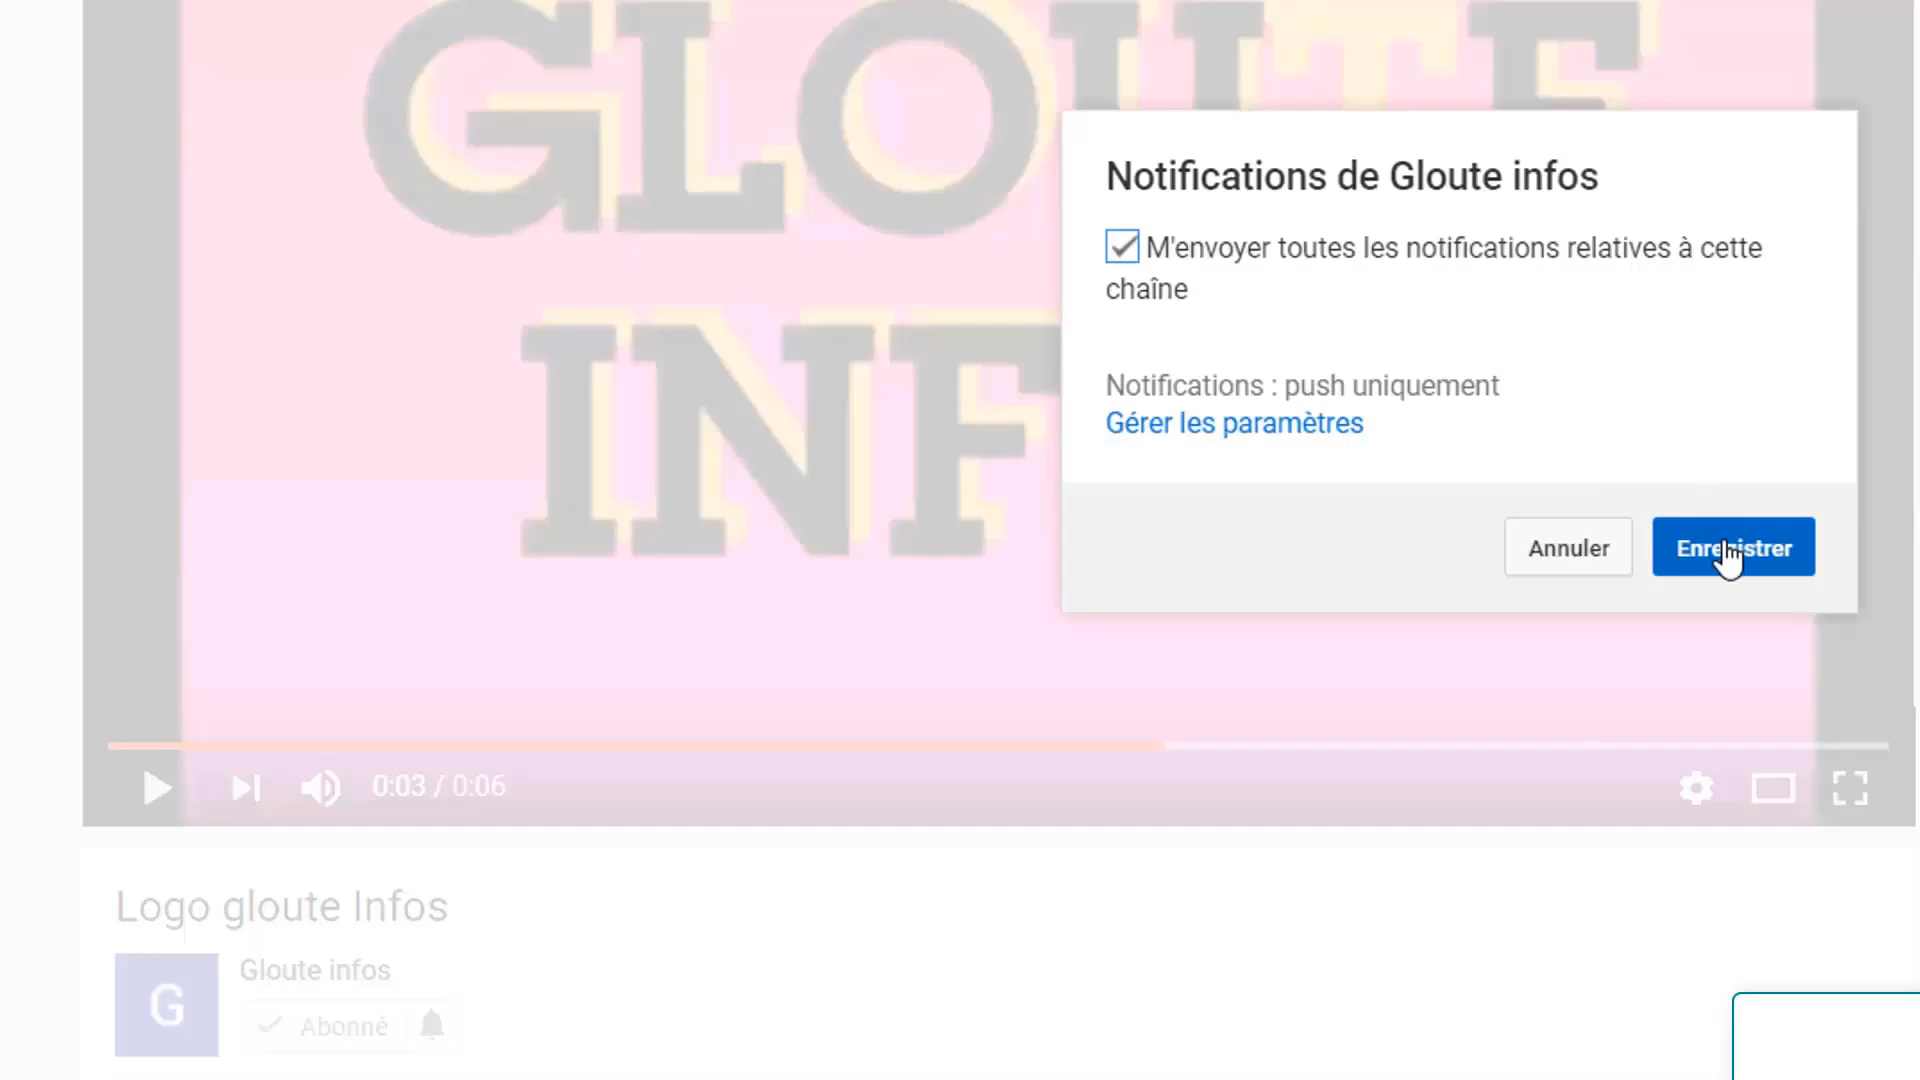 GLOUTE
INF
Notifications de Gloute infos
M'envoyer toutes les notifications relatives à cette
chaîne
Notifications : push uniquement
Gérer les paramètres
Annuler
Enregistrer
0:03 / 0:06
Logo gloute Infos
G
Gloute infos
Abonné